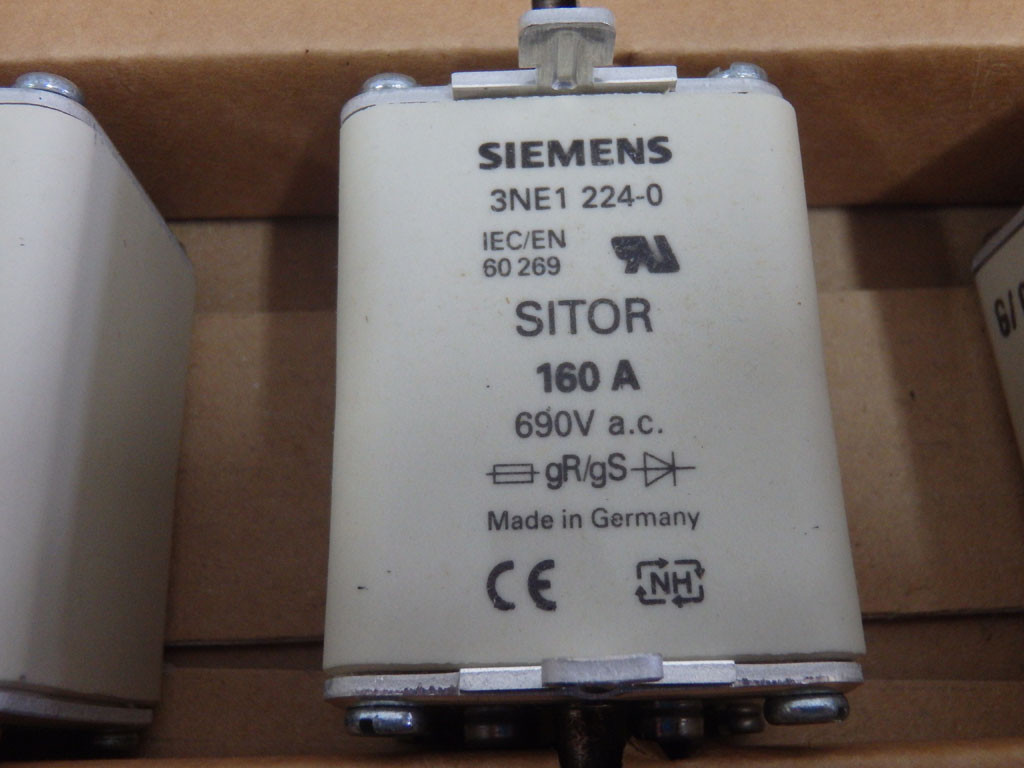 SIEMENS
3NE1 224-0
IEC/EN
60 269
SITOR
160 A
690V a.c.
gR/gS
Made in Germany
CE
NH